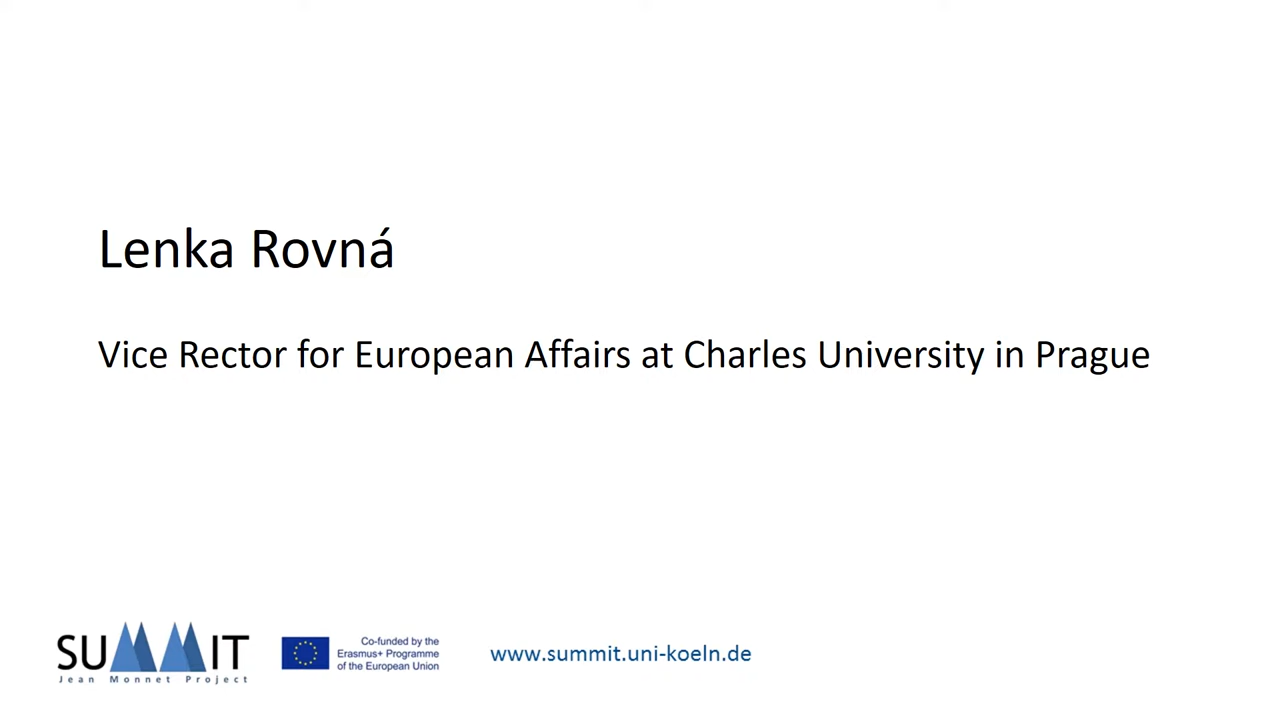 Lenka Rovná
Vice Rector for European Affairs at Charles University in Prague
SUMMIT
Jean Monnet Project
Co-funded by the
Erasmus+ Programme
of the European Union
www.summit.uni-koeln.de